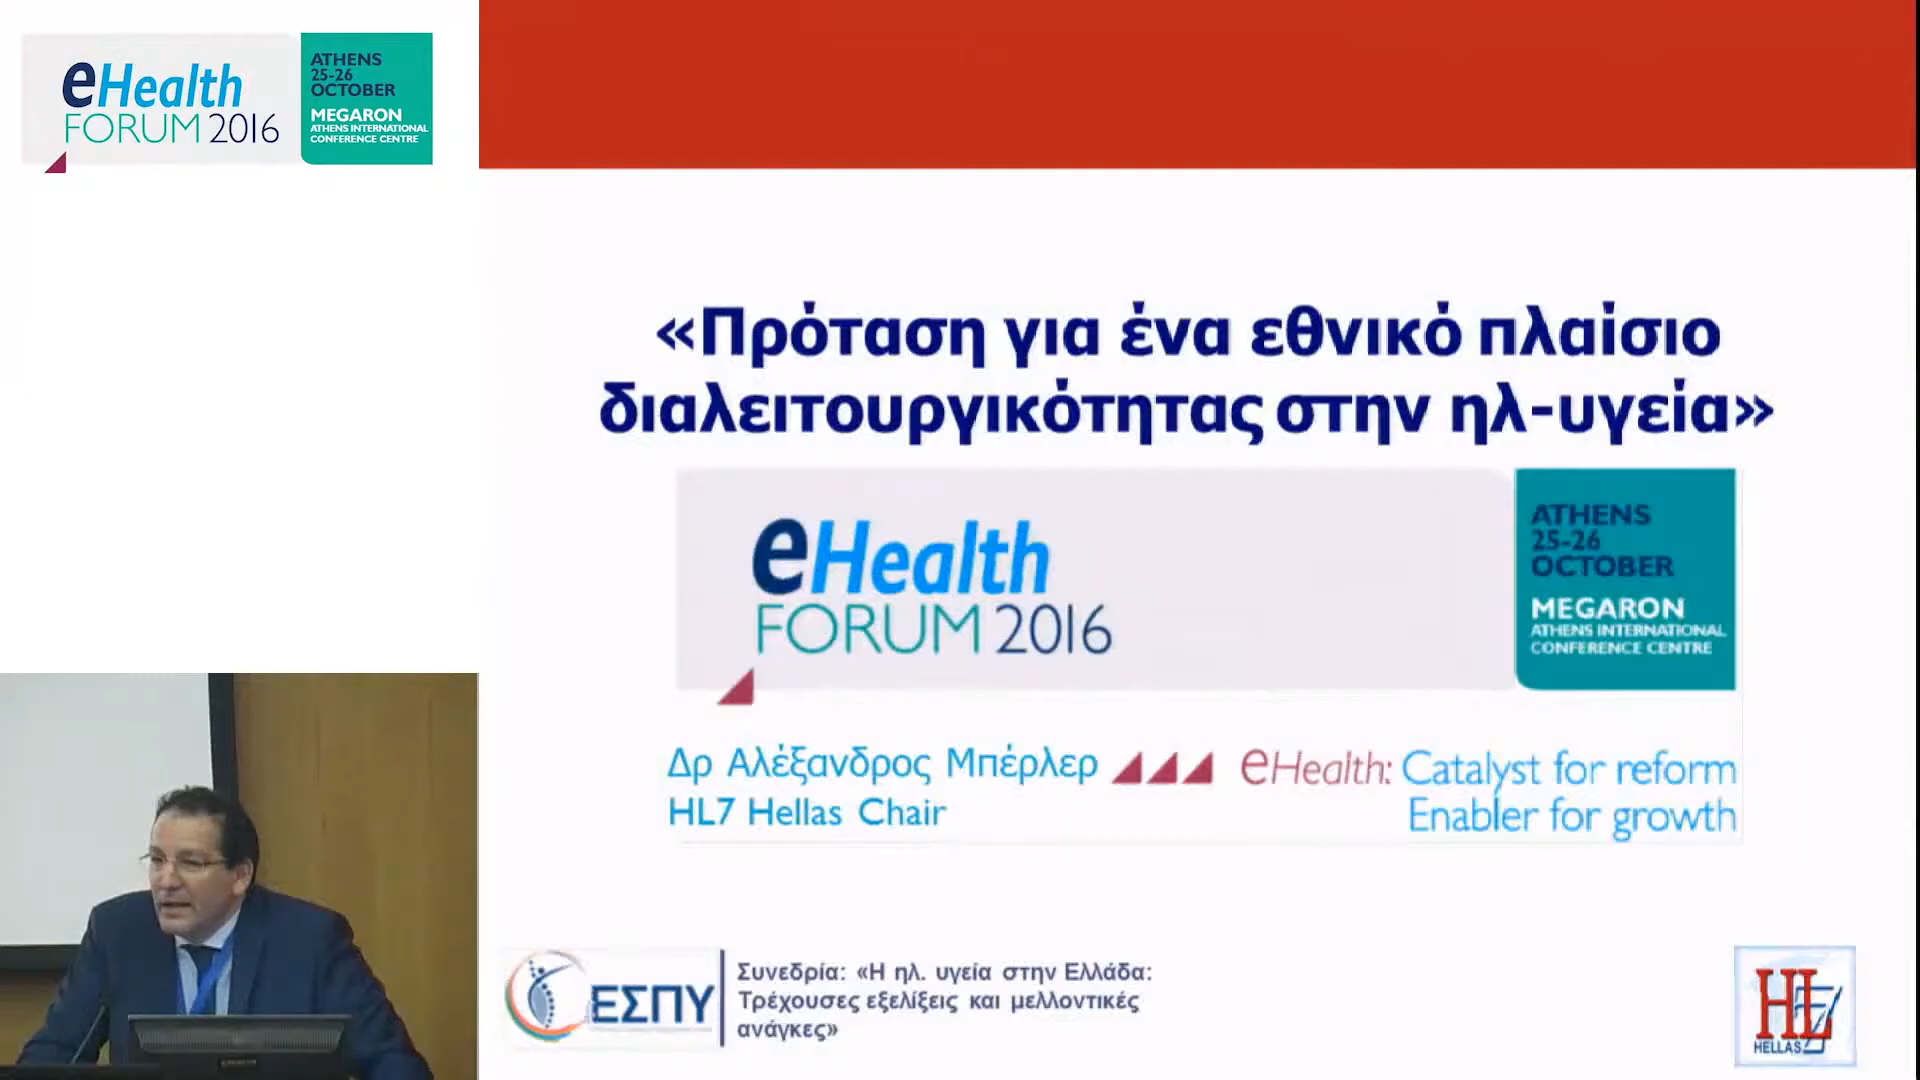 eHealth
FORUM 2016
ATHENS
25-26
OCTOBER
MEGARON
ATHENS INTERNATIONAL
CONFERENCE CENTRE
«Πρόταση για ένα εθνικό πλαίσιο
διαλειτουργικότητας στην ηλ-υγεία»
eHealth
FORUM 2016
ATHENS
25-26
OCTOBER
MEGARON
ATHENS INTERNATIONAL
CONFERENCE CENTRE
Δρ Αλέξανδρος Μπέρλερ
HL7 Hellas Chair
eHealth: Catalyst for reform
Enabler for growth
ΕΣΠΥ
Συνεδρία: «Η ηλ. υγεία στην Ελλάδα:
Τρέχουσες εξελίξεις και μελλοντικές
ανάγκες»
HL7
HELLAS